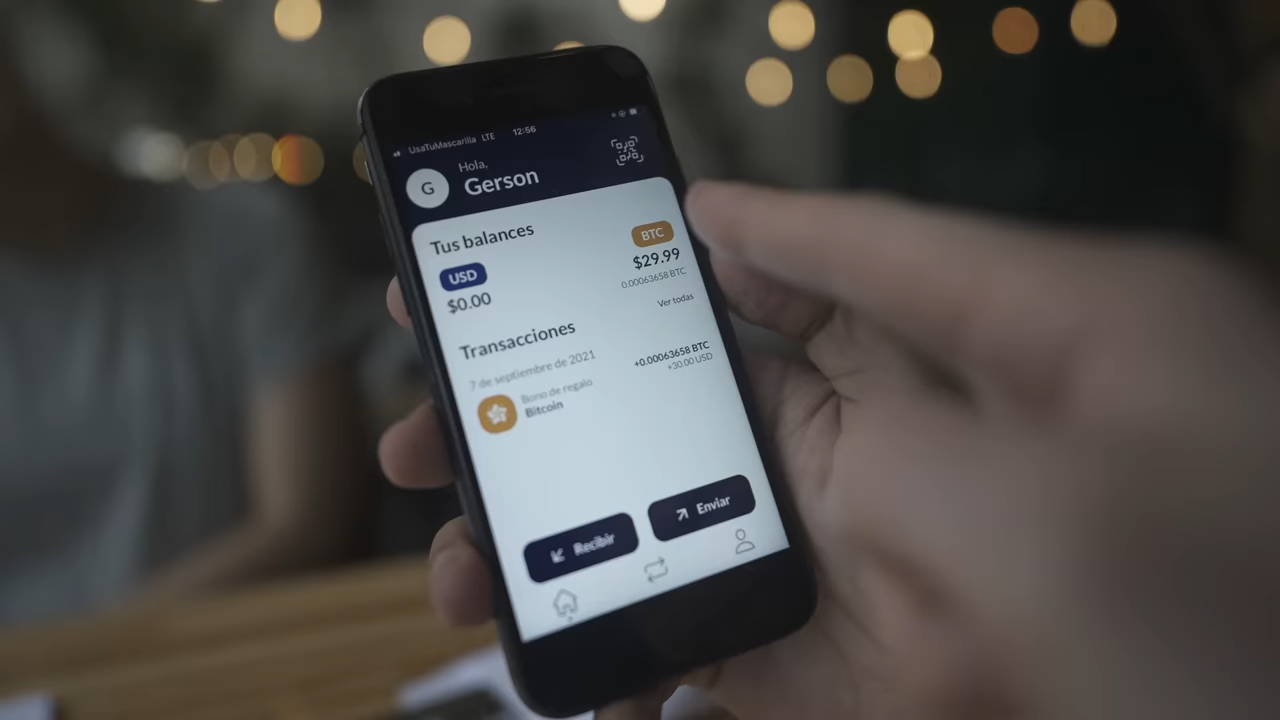 UsaTuMascarilla LTE 12:56
Hola,
G Gerson
Tus balances
USD
$0.00
BTC
$29.99
0.00063658 BTC
Ver todas
Transacciones
7 de septiembre de 2021
Bono de regalo
Bitcoin
+0.00063658 BTC
+30.00 USD
Recibir
Enviar